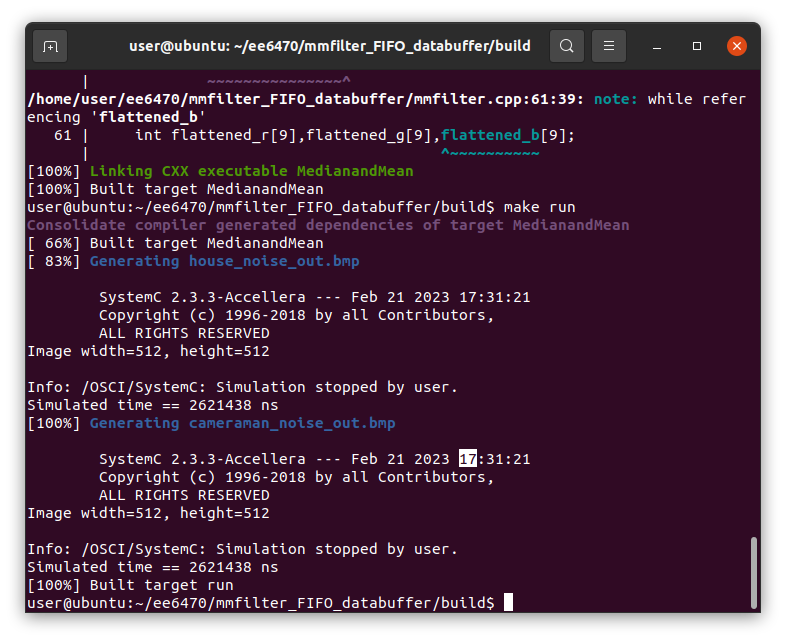 user@ubuntu: ~/ee6470/mmfilter_FIFO_databuffer/build
      |             ~~~~~~~~~~~~~~~^
/home/user/ee6470/mmfilter_FIFO_databuffer/mmfilter.cpp:61:39: note: while refer
encing 'flattened_b'
   61 |     int flattened_r[9],flattened_g[9],flattened_b[9];
      |                                       ^~~~~~~~~~~
[100%] Linking CXX executable MedianandMean
[100%] Built target MedianandMean
user@ubuntu:~/ee6470/mmfilter_FIFO_databuffer/build$ make run
Consolidate compiler generated dependencies of target MedianandMean
[ 66%] Built target MedianandMean
[ 83%] Generating house_noise_out.bmp

        SystemC 2.3.3-Accellera --- Feb 21 2023 17:31:21
        Copyright (c) 1996-2018 by all Contributors,
        ALL RIGHTS RESERVED
Image width=512, height=512

Info: /OSCI/SystemC: Simulation stopped by user.
Simulated time == 2621438 ns
[100%] Generating cameraman_noise_out.bmp

        SystemC 2.3.3-Accellera --- Feb 21 2023 17:31:21
        Copyright (c) 1996-2018 by all Contributors,
        ALL RIGHTS RESERVED
Image width=512, height=512

Info: /OSCI/SystemC: Simulation stopped by user.
Simulated time == 2621438 ns
[100%] Built target run
user@ubuntu:~/ee6470/mmfilter_FIFO_databuffer/build$